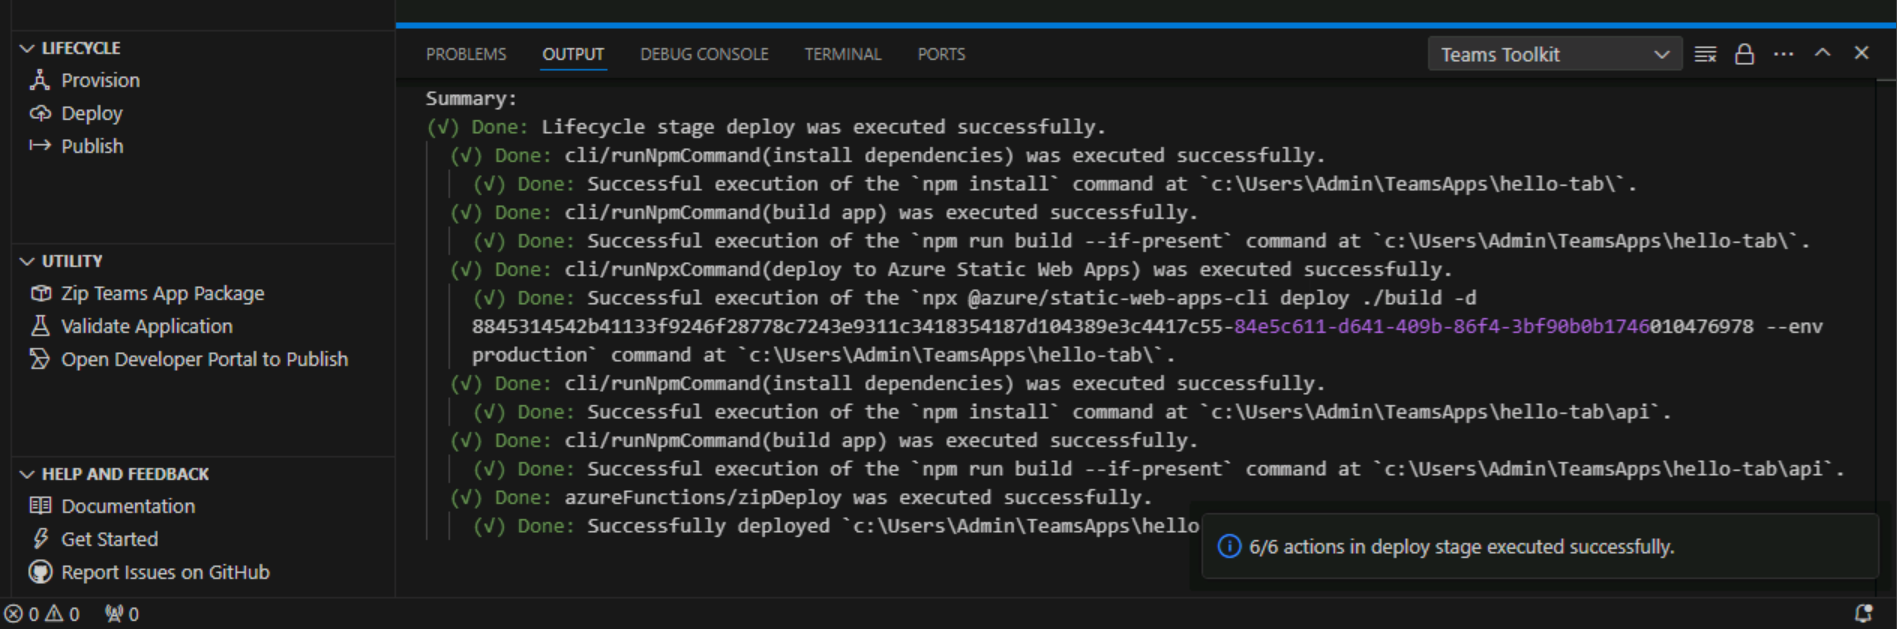 LIFECYCLE
Provision
Deploy
Publish
UTILITY
Zip Teams App Package
Validate Application
Open Developer Portal to Publish
HELP AND FEEDBACK
Documentation
Get Started
Report Issues on GitHub
PROBLEMS OUTPUT DEBUG CONSOLE TERMINAL PORTS Teams Toolkit
Summary:
(√) Done: Lifecycle stage deploy was executed successfully.
(√) Done: cli/runNpmCommand(install dependencies) was executed successfully.
(√) Done: Successful execution of the `npm install` command at `c:\Users\Admin\TeamsApps\hello-tab\`.
(√) Done: cli/runNpmCommand(build app) was executed successfully.
(√) Done: Successful execution of the `npm run build --if-present` command at `c:\Users\Admin\TeamsApps\hello-tab\`.
(√) Done: cli/runNpxCommand(deploy to Azure Static Web Apps) was executed successfully.
(√) Done: Successful execution of the `npx @azure/static-web-apps-cli deploy ./build -d
8845314542b41133f9246f28778c7243e9311c3418354187d104389e3c4417c55-84e5c611-d641-409b-86f4-3bf90b0b1746010476978 --env
production` command at `c:\Users\Admin\TeamsApps\hello-tab\`.
(√) Done: cli/runNpmCommand(install dependencies) was executed successfully.
(√) Done: Successful execution of the `npm install` command at `c:\Users\Admin\TeamsApps\hello-tab\api`.
(√) Done: cli/runNpmCommand(build app) was executed successfully.
(√) Done: Successful execution of the `npm run build --if-present` command at `c:\Users\Admin\TeamsApps\hello-tab\api`.
(√) Done: azureFunctions/zipDeploy was executed successfully.
(√) Done: Successfully deployed `c:\Users\Admin\TeamsApps\hello
6/6 actions in deploy stage executed successfully.
0 0 0